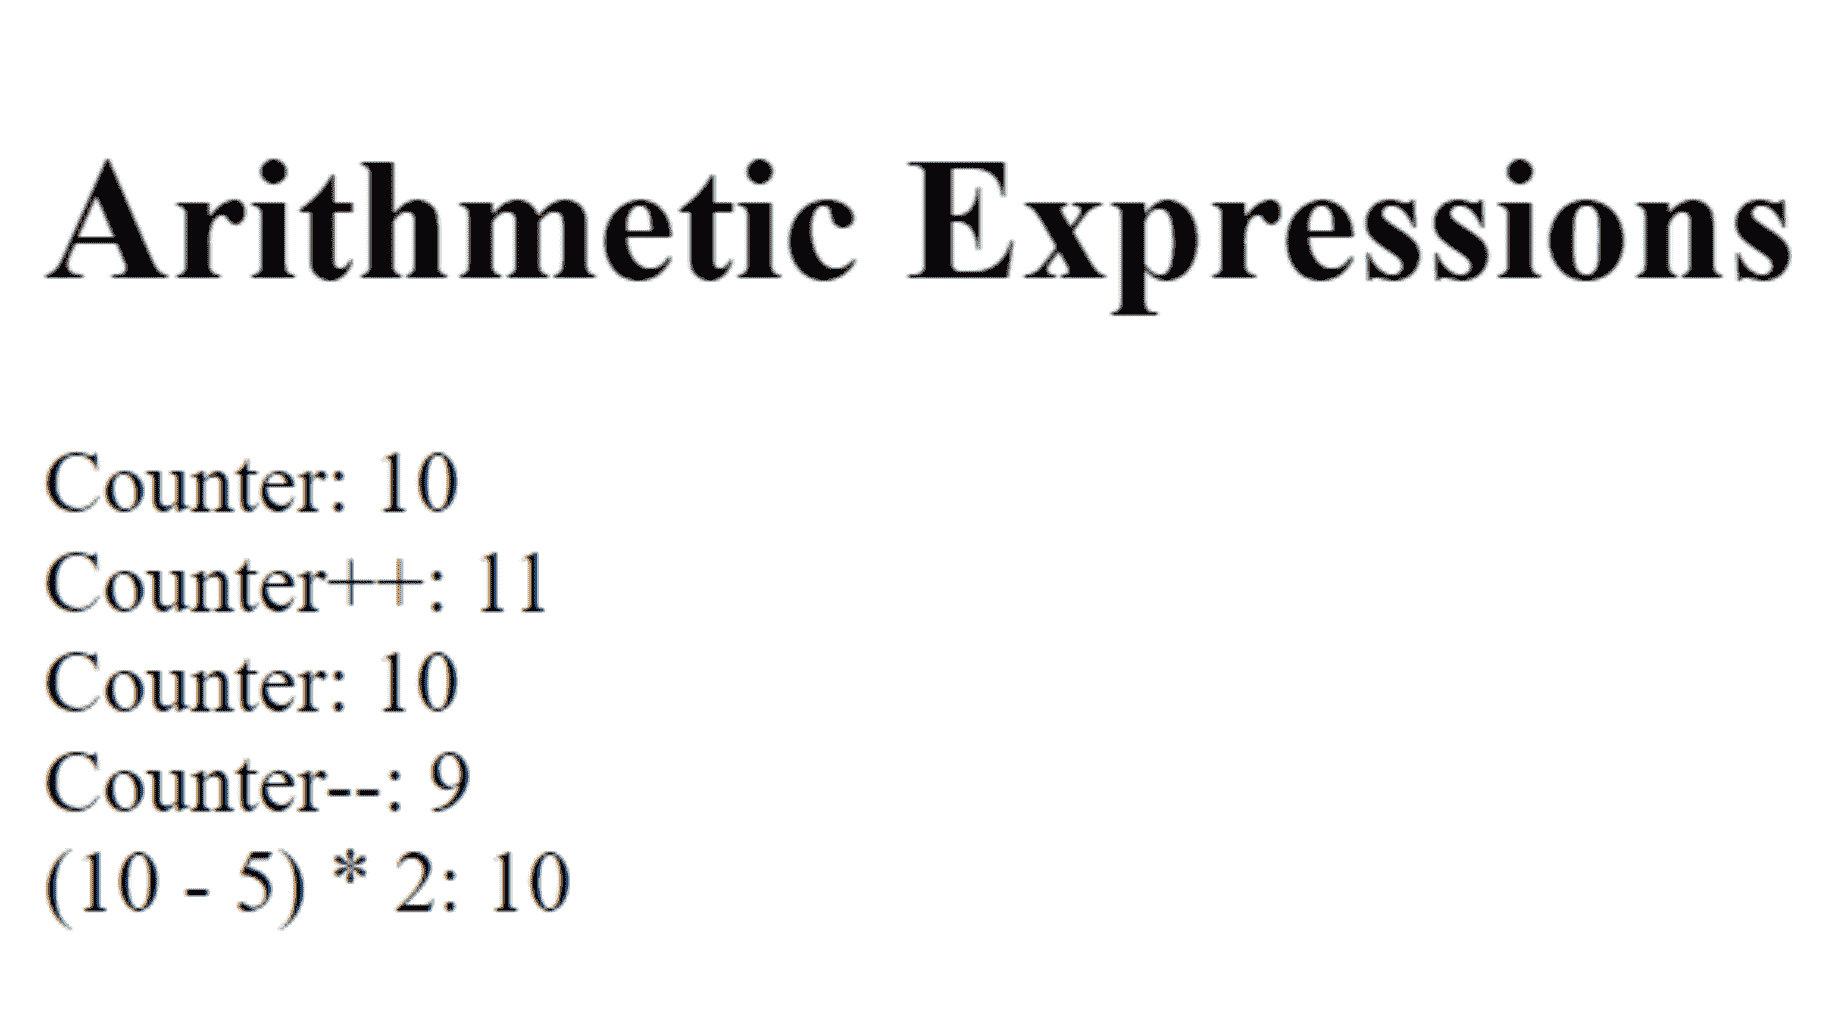 Arithmetic Expressions
Counter: 10
Counter++: 11
Counter: 10
Counter--: 9
(10 - 5) * 2: 10